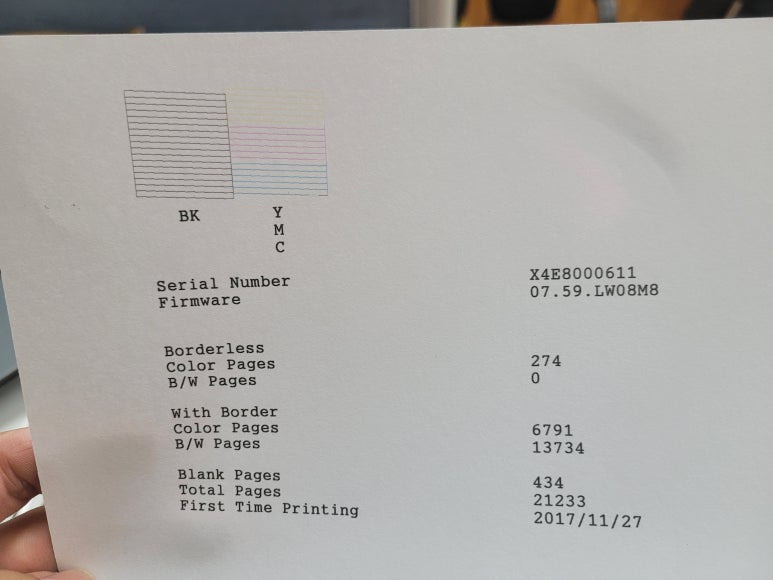 BK
Y
M
C
Serial Number X4E8000611
Firmware 07.59.LW08M8
Borderless
Color Pages 274
B/W Pages 0
With Border
Color Pages 6791
B/W Pages 13734
Blank Pages 434
Total Pages 21233
First Time Printing 2017/11/27